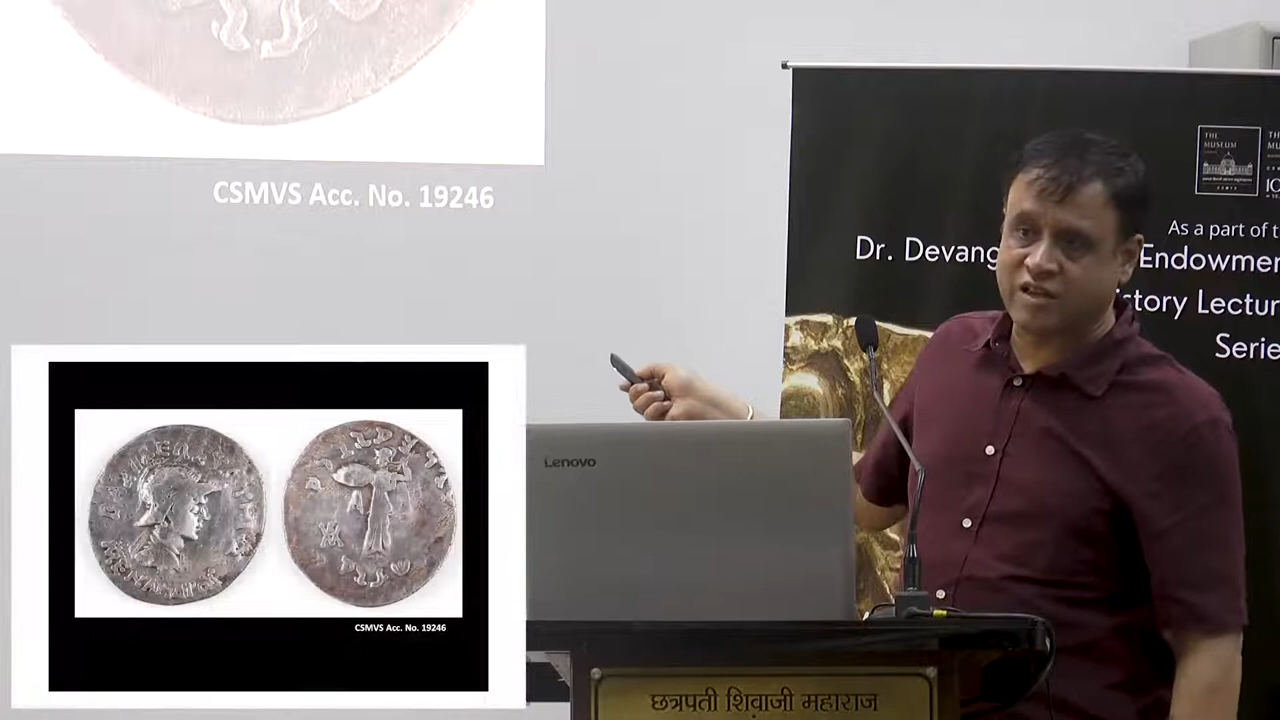 CSMVS Acc. No. 19246
THE
MUSEUM
As a part of t
Dr. Devang
Endowmen
story Lectur
Serie
Lenovo
CSMVS Acc. No. 19246
छत्रपती शिवाजी महाराज